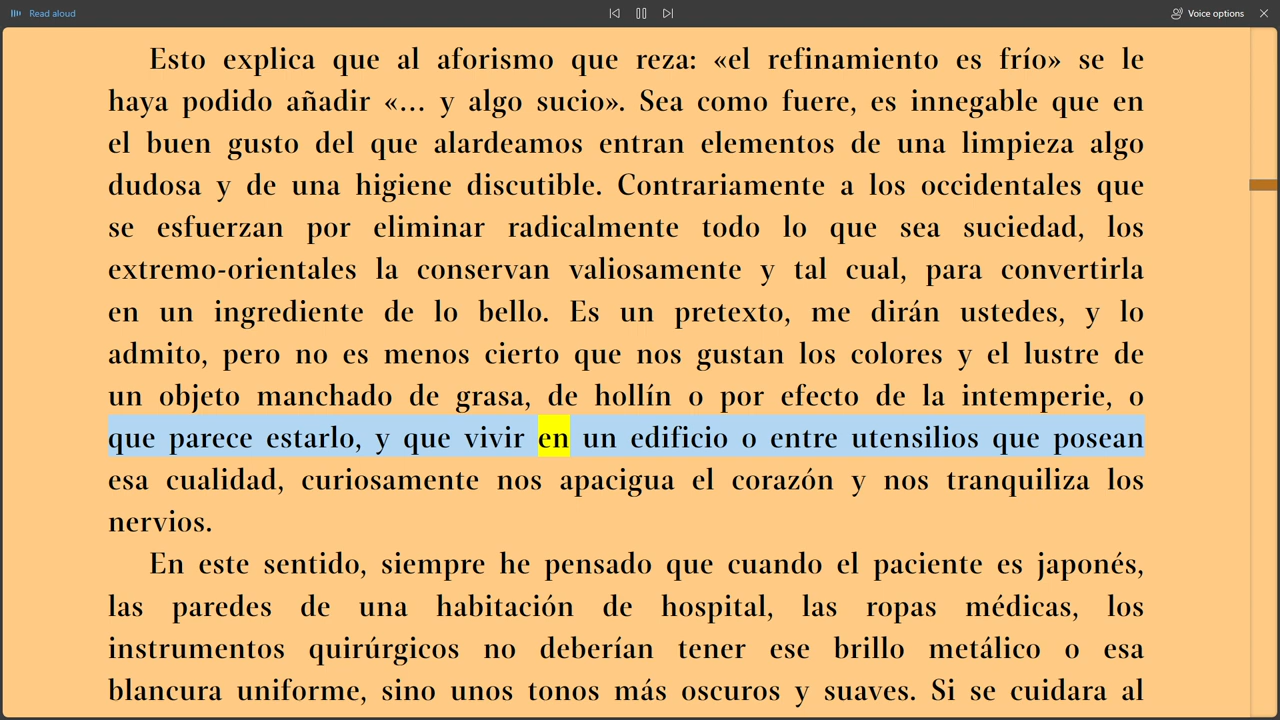 Read aloud
Voice options
Esto explica que al aforismo que reza: «el refinamiento es frío» se le
haya podido añadir «... y algo sucio». Sea como fuere, es innegable que en
el buen gusto del que alardeamos entran elementos de una limpieza algo
dudosa y de una higiene discutible. Contrariamente a los occidentales que
se esfuerzan por eliminar radicalmente todo lo que sea suciedad, los
extremo-orientales la conservan valiosamente y tal cual, para convertirla
en un ingrediente de lo bello. Es un pretexto, me dirán ustedes, y lo
admito, pero no es menos cierto que nos gustan los colores y el lustre de
un objeto manchado de grasa, de hollín o por efecto de la intemperie, o
que parece estarlo, y que vivir en un edificio o entre utensilios que posean
esa cualidad, curiosamente nos apacigua el corazón y nos tranquiliza los
nervios.
En este sentido, siempre he pensado que cuando el paciente es japonés,
las paredes de una habitación de hospital, las ropas médicas, los
instrumentos quirúrgicos no deberían tener ese brillo metálico o esa
blancura uniforme, sino unos tonos más oscuros y suaves. Si se cuidara al